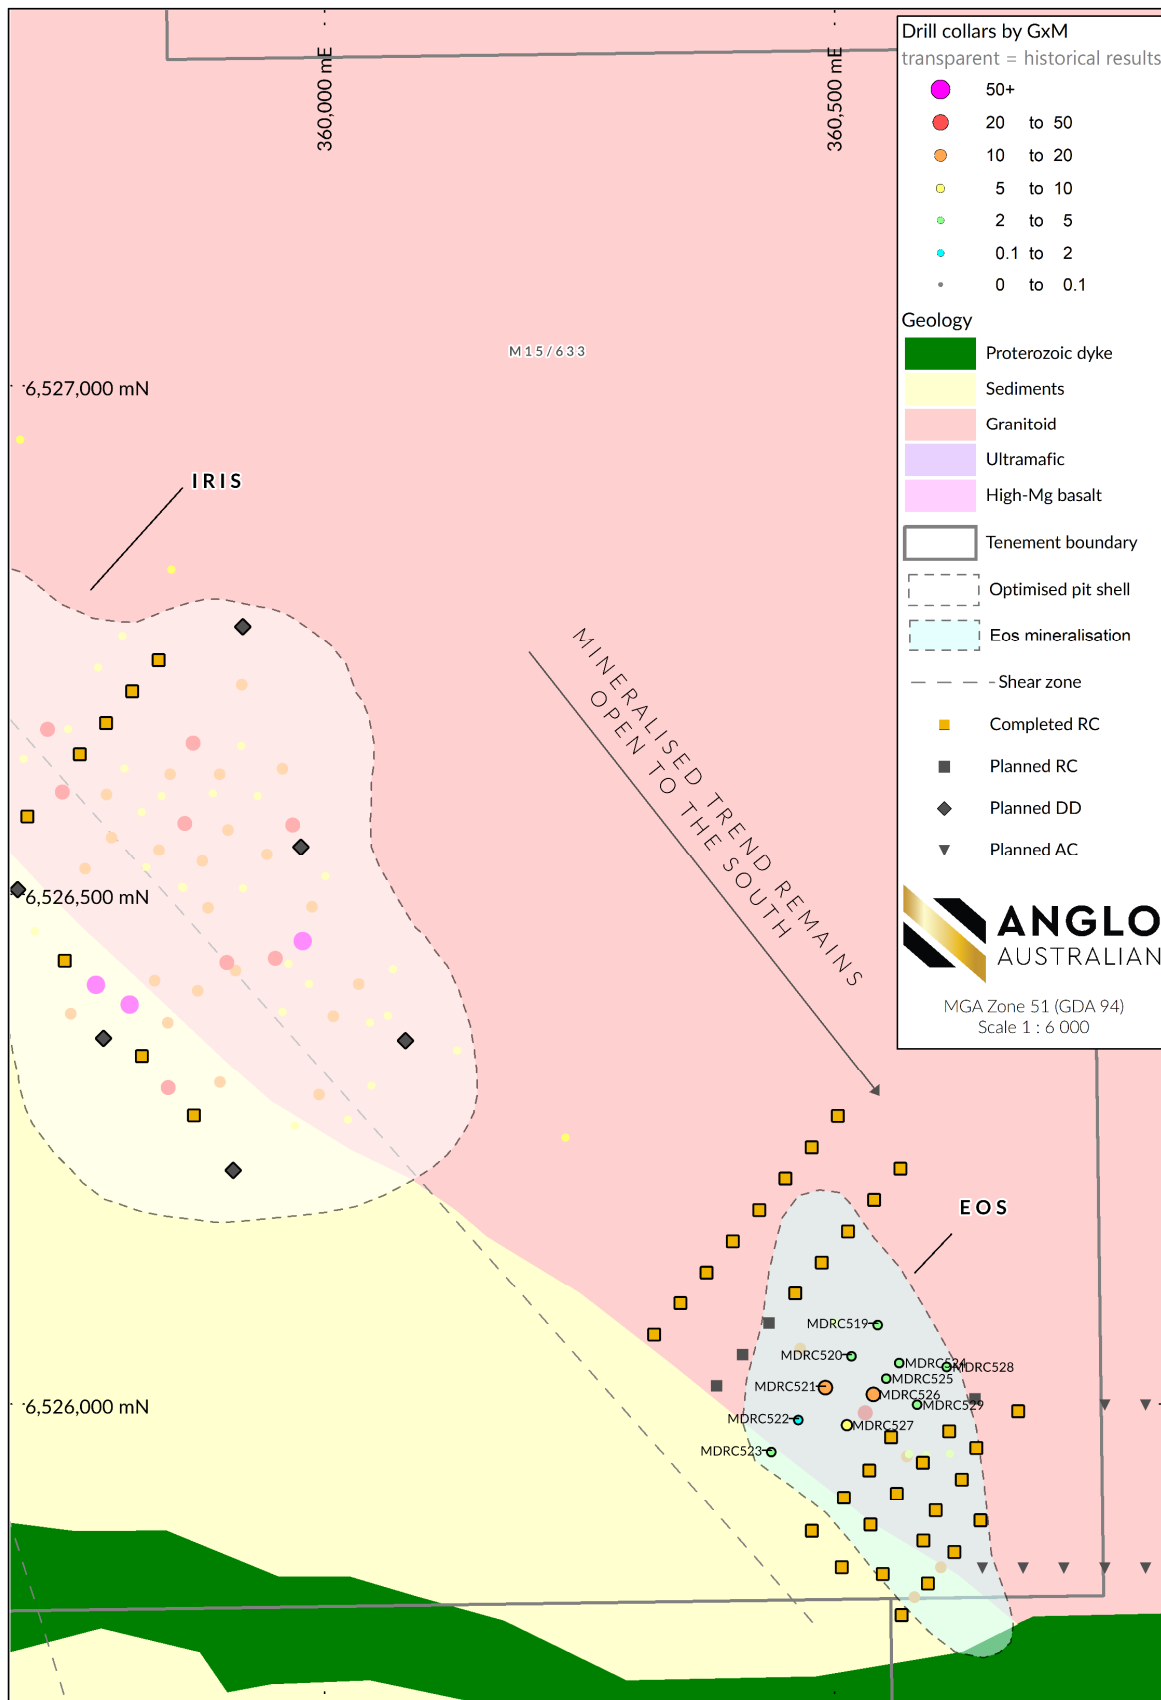 360,000 mE
360,500 mE
Drill collars by GxM
transparent = historical results
50+
20 to 50
10 to 20
5 to 10
2 to 5
0.1 to 2
0 to 0.1
Geology
Proterozoic dyke
Sediments
Granitoid
Ultramafic
High-Mg basalt
Tenement boundary
Optimised pit shell
Eos mineralisation
Shear zone
Completed RC
Planned RC
Planned DD
Planned AC
ANGLO
AUSTRALIAN
MGA Zone 51 (GDA 94)
Scale 1 : 6 000
M15/633
6,527,000 mN
IRIS
MINERALISED TREND REMAINS
OPEN TO THE SOUTH
6,526,500 mN
EOS
MDRC519
MDRC520
MDRC524
MDRC528
MDRC525
MDRC521
MDRC526
MDRC529
6,526,000 mN
MDRC522
MDRC527
MDRC523